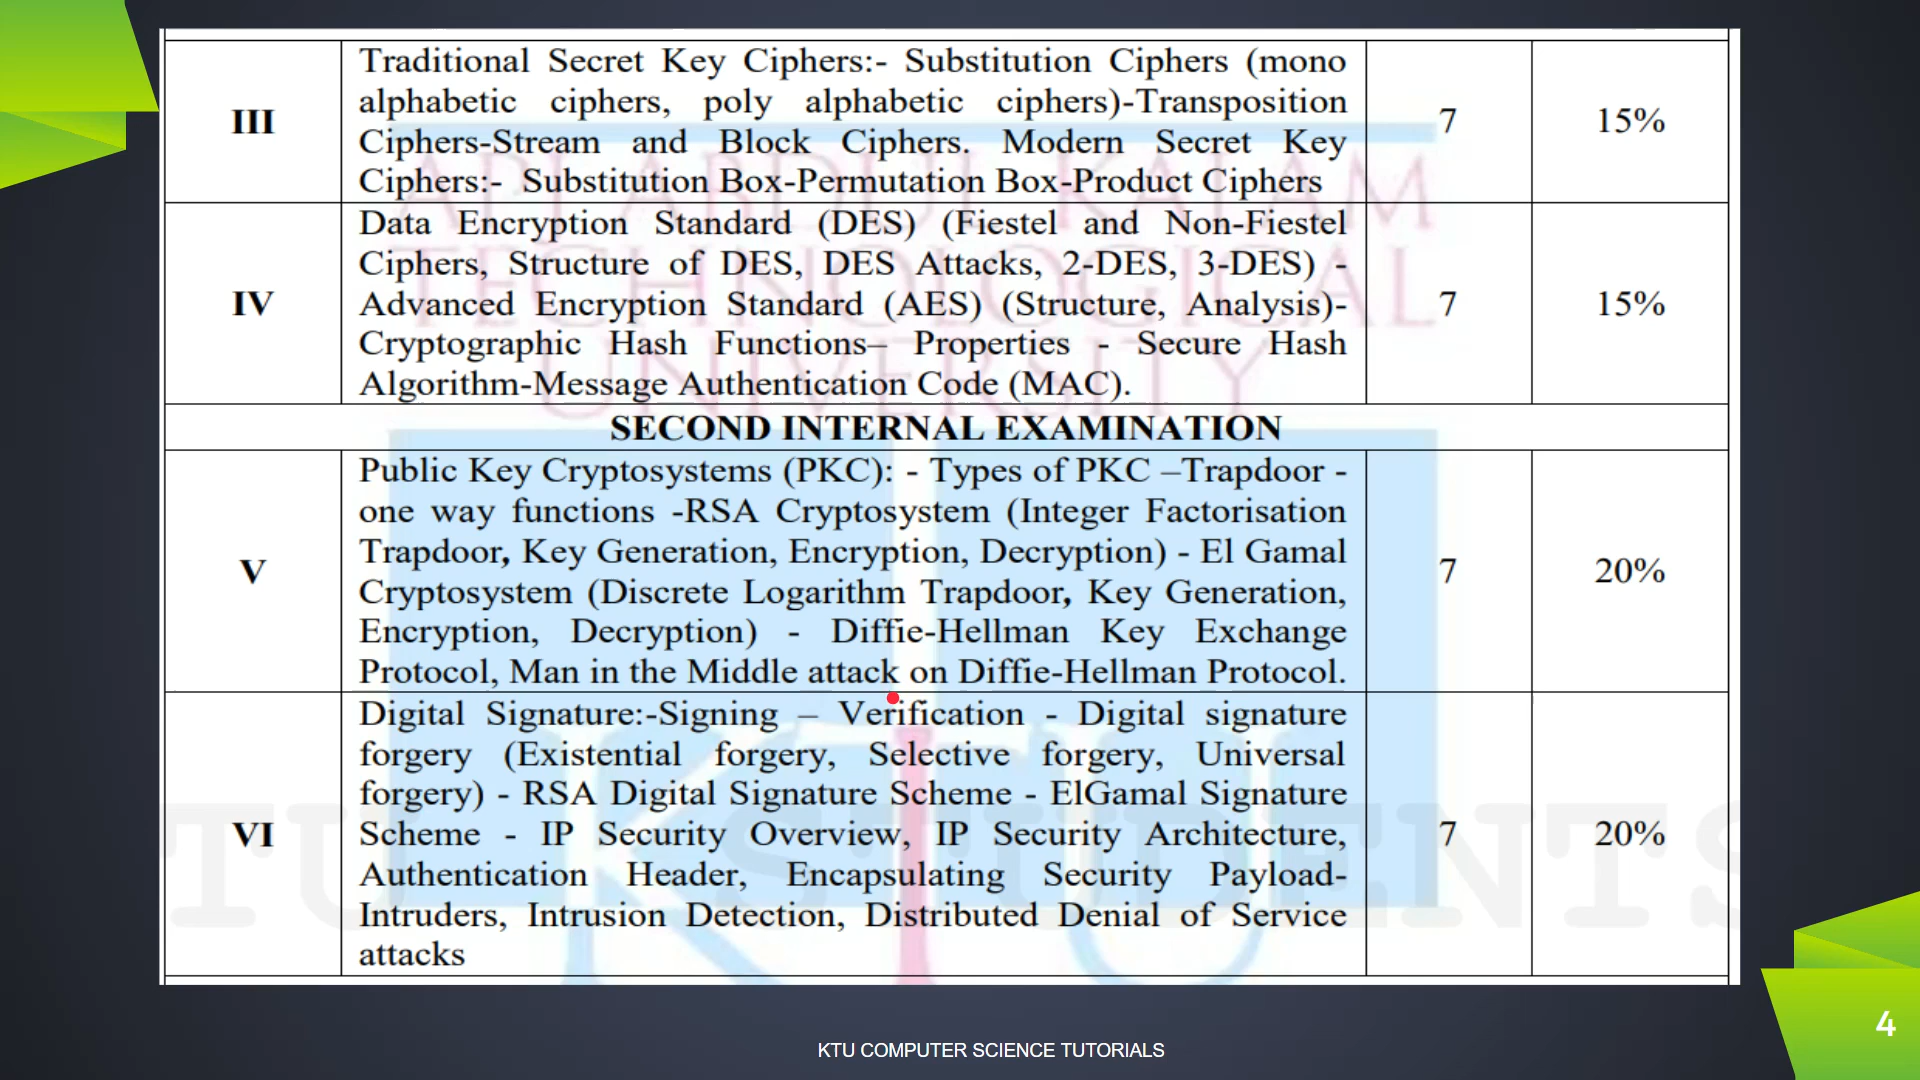 III
Traditional Secret Key Ciphers:- Substitution Ciphers (mono
alphabetic ciphers, poly alphabetic ciphers)-Transposition
Ciphers-Stream and Block Ciphers. Modern Secret Key
Ciphers:- Substitution Box-Permutation Box-Product Ciphers
7
15%
IV
Data Encryption Standard (DES) (Fiestel and Non-Fiestel
Ciphers, Structure of DES, DES Attacks, 2-DES, 3-DES) -
Advanced Encryption Standard (AES) (Structure, Analysis)-
Cryptographic Hash Functions– Properties - Secure Hash
Algorithm-Message Authentication Code (MAC).
7
15%
SECOND INTERNAL EXAMINATION
V
Public Key Cryptosystems (PKC): - Types of PKC –Trapdoor -
one way functions -RSA Cryptosystem (Integer Factorisation
Trapdoor, Key Generation, Encryption, Decryption) - El Gamal
Cryptosystem (Discrete Logarithm Trapdoor, Key Generation,
Encryption, Decryption) - Diffie-Hellman Key Exchange
Protocol, Man in the Middle attack on Diffie-Hellman Protocol.
7
20%
VI
Digital Signature:-Signing – Verification - Digital signature
forgery (Existential forgery, Selective forgery, Universal
forgery) - RSA Digital Signature Scheme - ElGamal Signature
Scheme - IP Security Overview, IP Security Architecture,
Authentication Header, Encapsulating Security Payload-
Intruders, Intrusion Detection, Distributed Denial of Service
attacks
7
20%
API ABDUL KALAM
TECHNOLOGICAL
UNIVERSITY
KTU
TU STUDENTS
KTU COMPUTER SCIENCE TUTORIALS
4